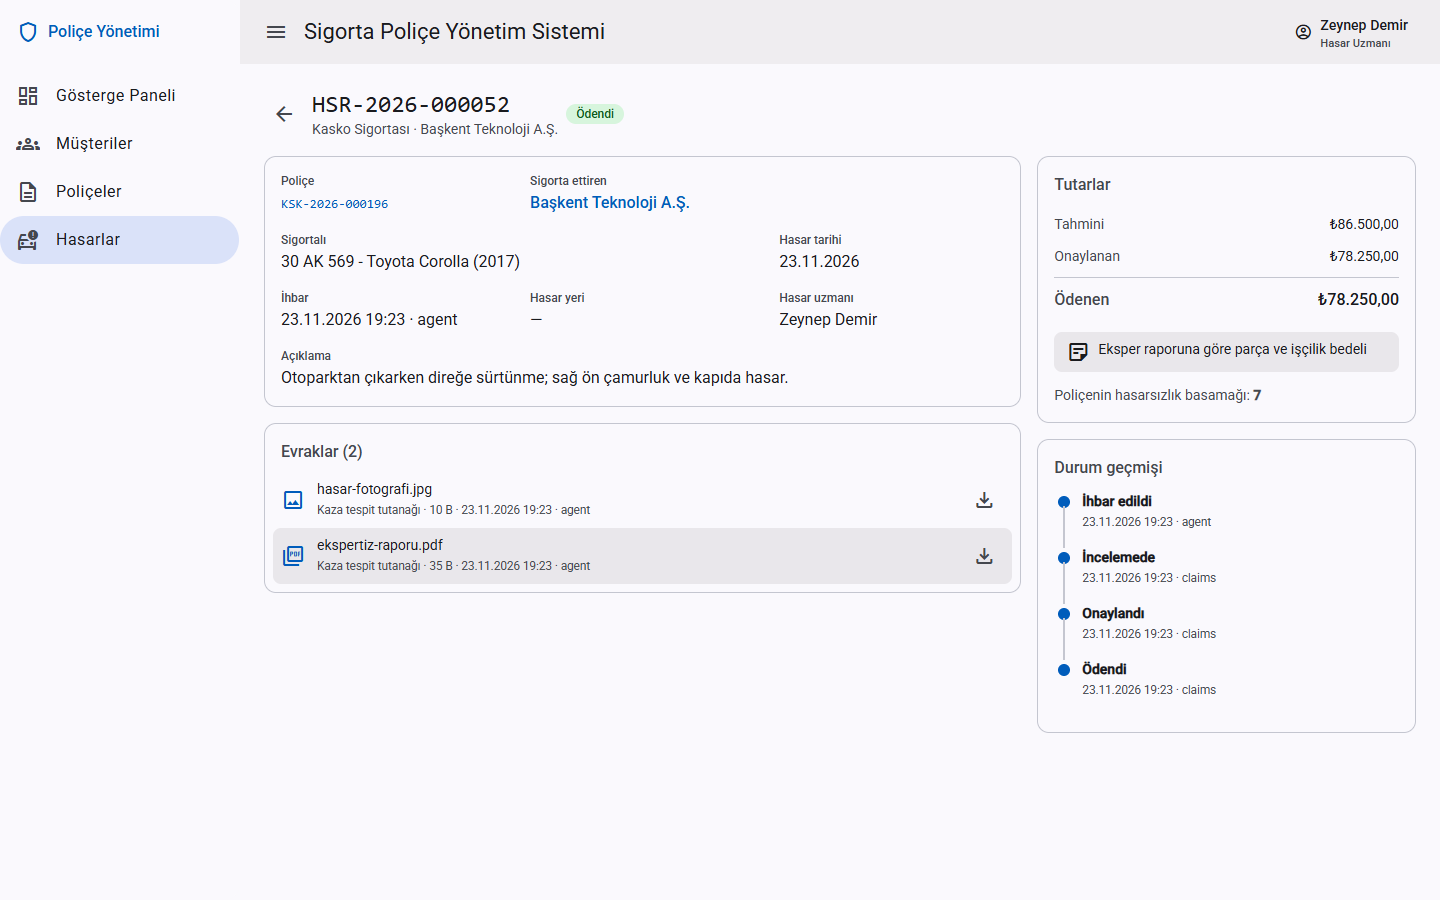 Poliçe Yönetimi
Gösterge Paneli
Müşteriler
Poliçeler
Hasarlar
Sigorta Poliçe Yönetim Sistemi
Zeynep Demir
Hasar Uzmanı
HSR-2026-000052
Kasko Sigortası · Başkent Teknoloji A.Ş.
Ödendi
Poliçe
KSK-2026-000196
Sigorta ettiren
Başkent Teknoloji A.Ş.
Sigortalı
30 AK 569 - Toyota Corolla (2017)
Hasar tarihi
23.11.2026
İhbar
23.11.2026 19:23 · agent
Hasar yeri
—
Hasar uzmanı
Zeynep Demir
Açıklama
Otoparktan çıkarken direğe sürtünme; sağ ön çamurluk ve kapıda hasar.
Evraklar (2)
hasar-fotografi.jpg
Kaza tespit tutanağı · 10 B · 23.11.2026 19:23 · agent
PDF
ekspertiz-raporu.pdf
Kaza tespit tutanağı · 35 B · 23.11.2026 19:23 · agent
Tutarlar
Tahmini ₺86.500,00
Onaylanan ₺78.250,00
Ödenen ₺78.250,00
Eksper raporuna göre parça ve işçilik bedeli
Poliçenin hasarsızlık basamağı: 7
Durum geçmişi
İhbar edildi
23.11.2026 19:23 · agent
İncelemede
23.11.2026 19:23 · claims
Onaylandı
23.11.2026 19:23 · claims
Ödendi
23.11.2026 19:23 · claims